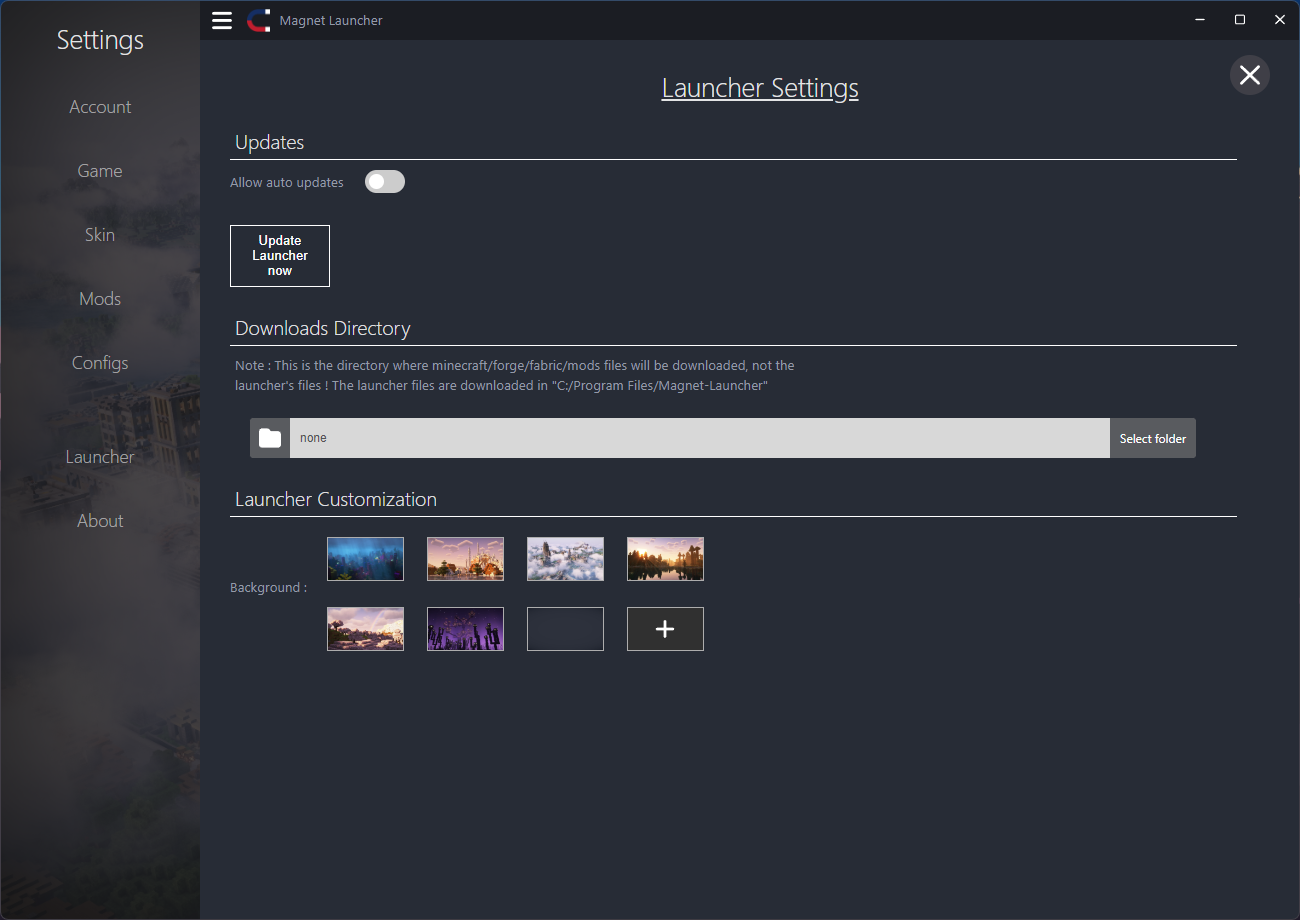 Settings
Account
Game
Skin
Mods
Configs
Launcher
About
Magnet Launcher
Launcher Settings
Updates
Allow auto updates
Update
Launcher
now
Downloads Directory
Note : This is the directory where minecraft/forge/fabric/mods files will be downloaded, not the
launcher's files ! The launcher files are downloaded in "C:/Program Files/Magnet-Launcher"
none
Select folder
Launcher Customization
Background :